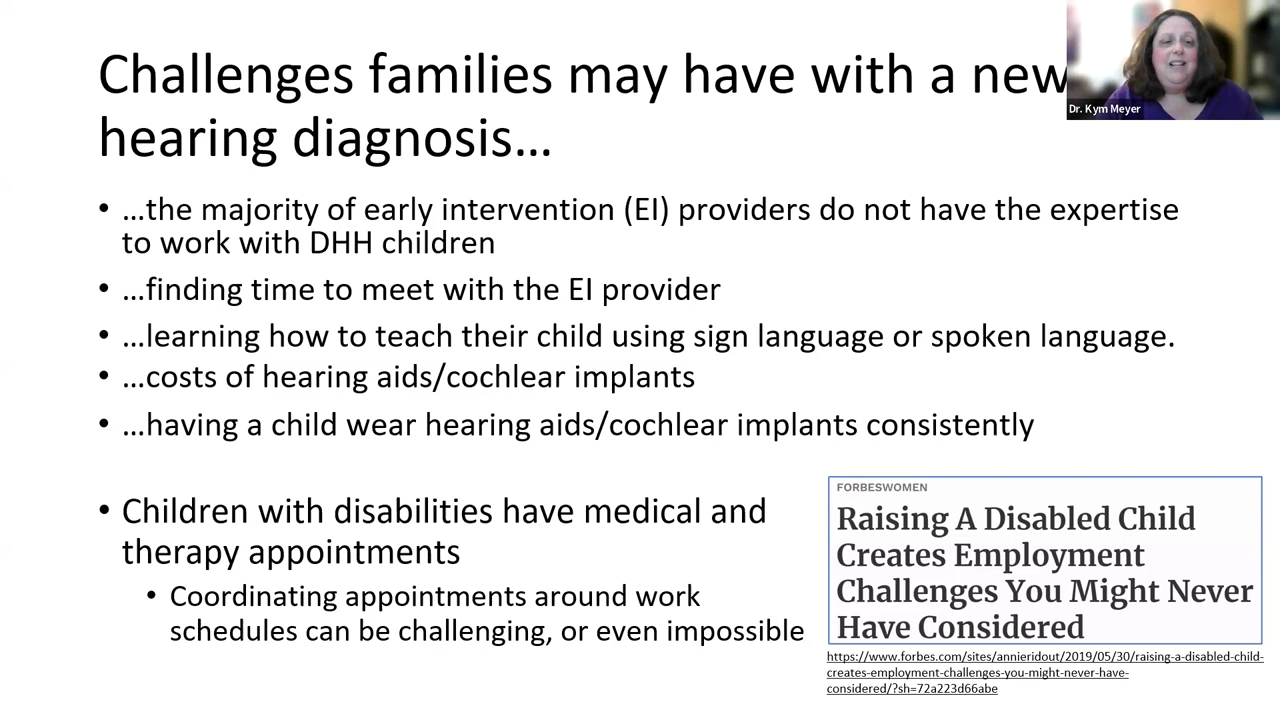 Challenges families may have with a new
hearing diagnosis…
Dr. Kym Meyer
• …the majority of early intervention (EI) providers do not have the expertise
to work with DHH children
• …finding time to meet with the EI provider
• …learning how to teach their child using sign language or spoken language.
• …costs of hearing aids/cochlear implants
• …having a child wear hearing aids/cochlear implants consistently
• Children with disabilities have medical and
therapy appointments
• Coordinating appointments around work
schedules can be challenging, or even impossible
FORBESWOMEN
Raising A Disabled Child
Creates Employment
Challenges You Might Never
Have Considered
https://www.forbes.com/sites/annieridout/2019/05/30/raising-a-disabled-child-
creates-employment-challenges-you-might-never-have-
considered/?sh=72a223d66abe